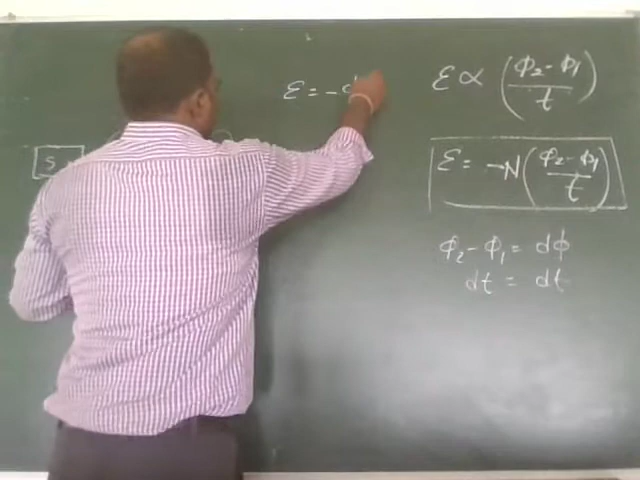 S
ε = - d
ε ∝ (ϕ₂ - ϕ₁ / t)
ε = -N (ϕ₂ - ϕ₁ / t)
ϕ₂ - ϕ₁ = dϕ
dt = dt